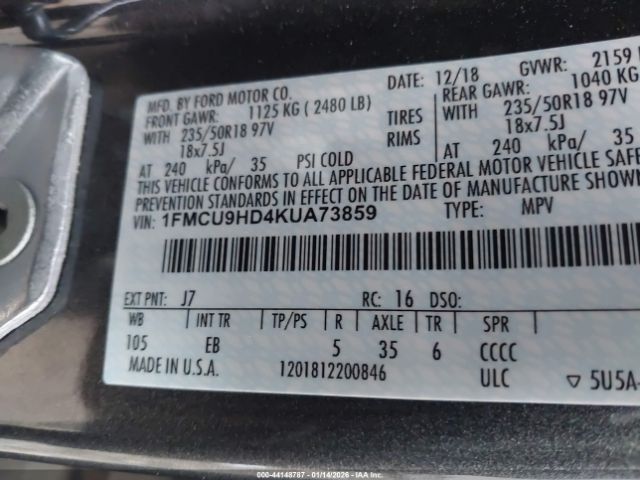 MFD. BY FORD MOTOR CO.
DATE: 12/18
GVWR: 2159
FRONT GAWR: 1125 KG ( 2480 LB)
REAR GAWR: 1040 KG
WITH 235/50R18 97V TIRES
WITH 235/50R18 97V
18x7.5J RIMS
18x7.5J
AT 240 kPa/ 35 PSI COLD
AT 240 kPa/ 35
THIS VEHICLE CONFORMS TO ALL APPLICABLE FEDERAL MOTOR VEHICLE SAFE
PREVENTION STANDARDS IN EFFECT ON THE DATE OF MANUFACTURE SHOWN
VIN: 1FMCU9HD4KUA73859
TYPE: MPV
EXT PNT: J7 RC: 16 DSO:
WB INT TR TP/PS R AXLE TR SPR
105 EB 5 35 6 CCCC
MADE IN U.S.A. 1201812200846 ULC ▽ 5U5A-
000-44148787 - 01/14/2026 - IAAHC